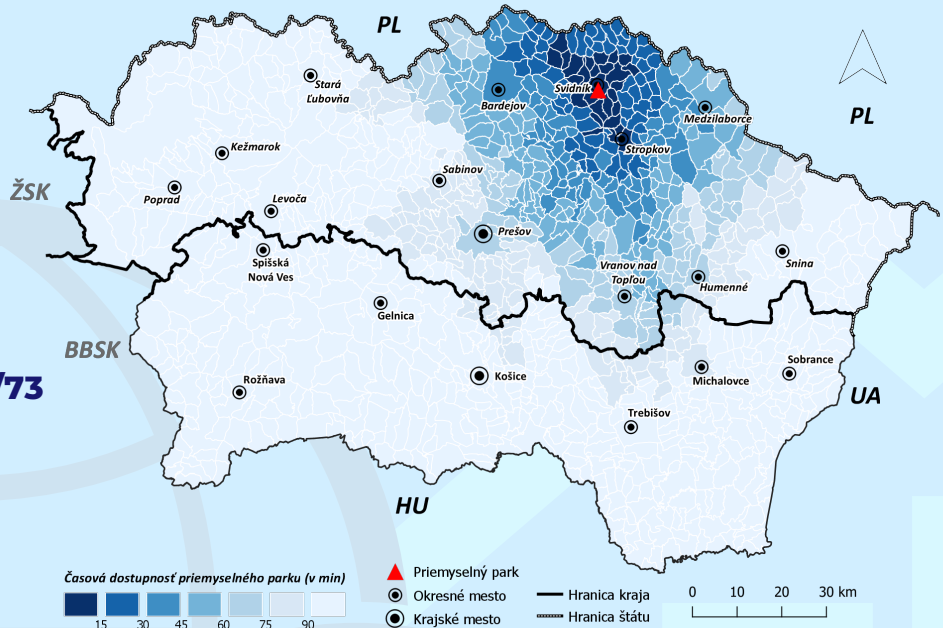 PL
Stará
Ľubovňa
Bardejov
Svidník
Medzilaborce
PL
Stropkov
Kežmarok
Sabinov
ŽSK
Poprad
Levoča
Prešov
Spišská
Nová Ves
Vranov nad
Topľou
Humenné
Snina
Gelnica
BBSK
/73
Rožňava
Košice
Michalovce
Sobrance
UA
Trebišov
HU
Časová dostupnosť priemyselného parku (v min)
15 30 45 60 75 90
Priemyselný park
Okresné mesto
Krajské mesto
Hranica kraja
Hranica štátu
0 10 20 30 km